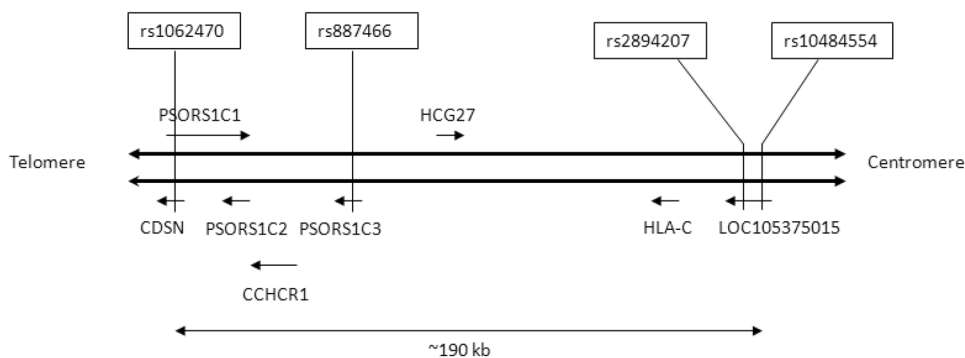 rs1062470
rs887466
rs2894207
rs10484554
PSORS1C1
HCG27
Telomere
Centromere
CDSN
PSORS1C2
PSORS1C3
HLA-C
LOC105375015
CCHCR1
~190 kb